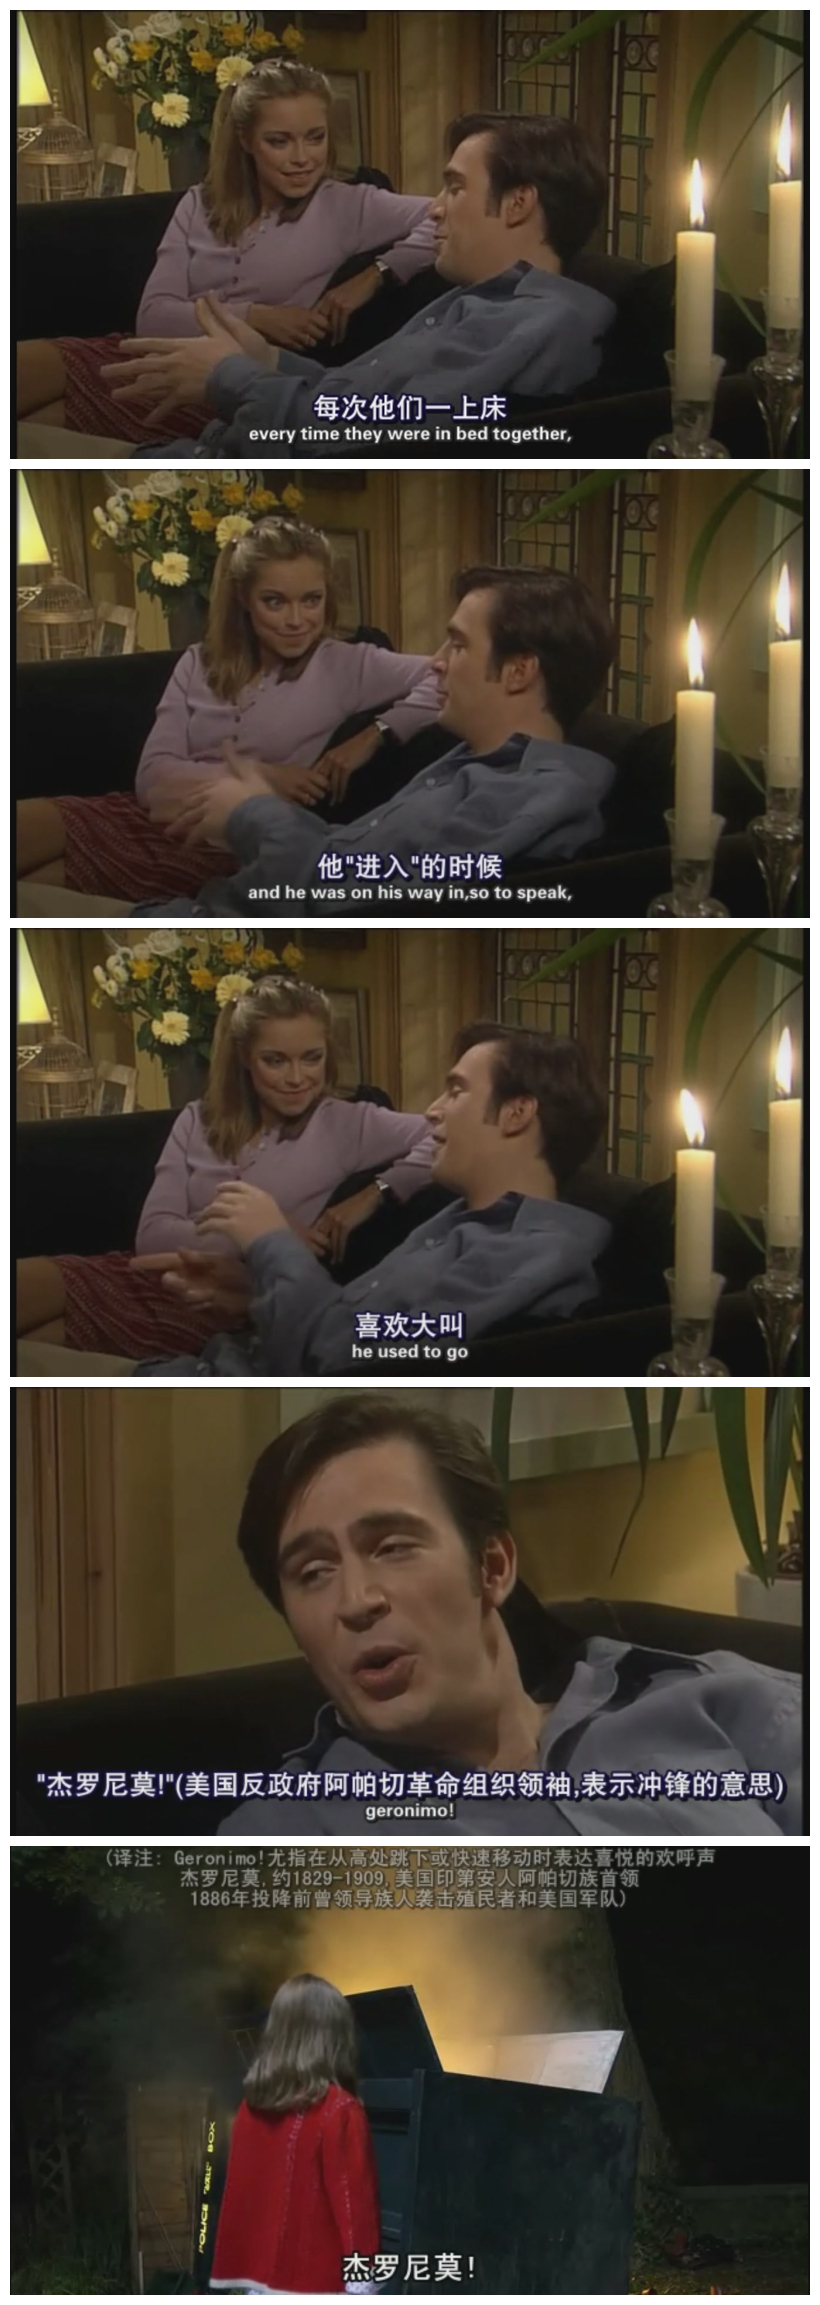 每次他们一上床
every time they were in bed together,
他"进入"的时候
and he was on his way in,so to speak,
喜欢大叫
he used to go
"杰罗尼莫!"(美国反政府阿帕切革命组织领袖,表示冲锋的意思)
geronimo!
(译注: Geronimo!尤指在从高处跳下或快速移动时表达喜悦的欢呼声
杰罗尼莫,约1829-1909,美国印第安人阿帕切族首领
1886年投降前曾领导族人袭击殖民者和美国军队)
POLICE
BOX
杰罗尼莫!